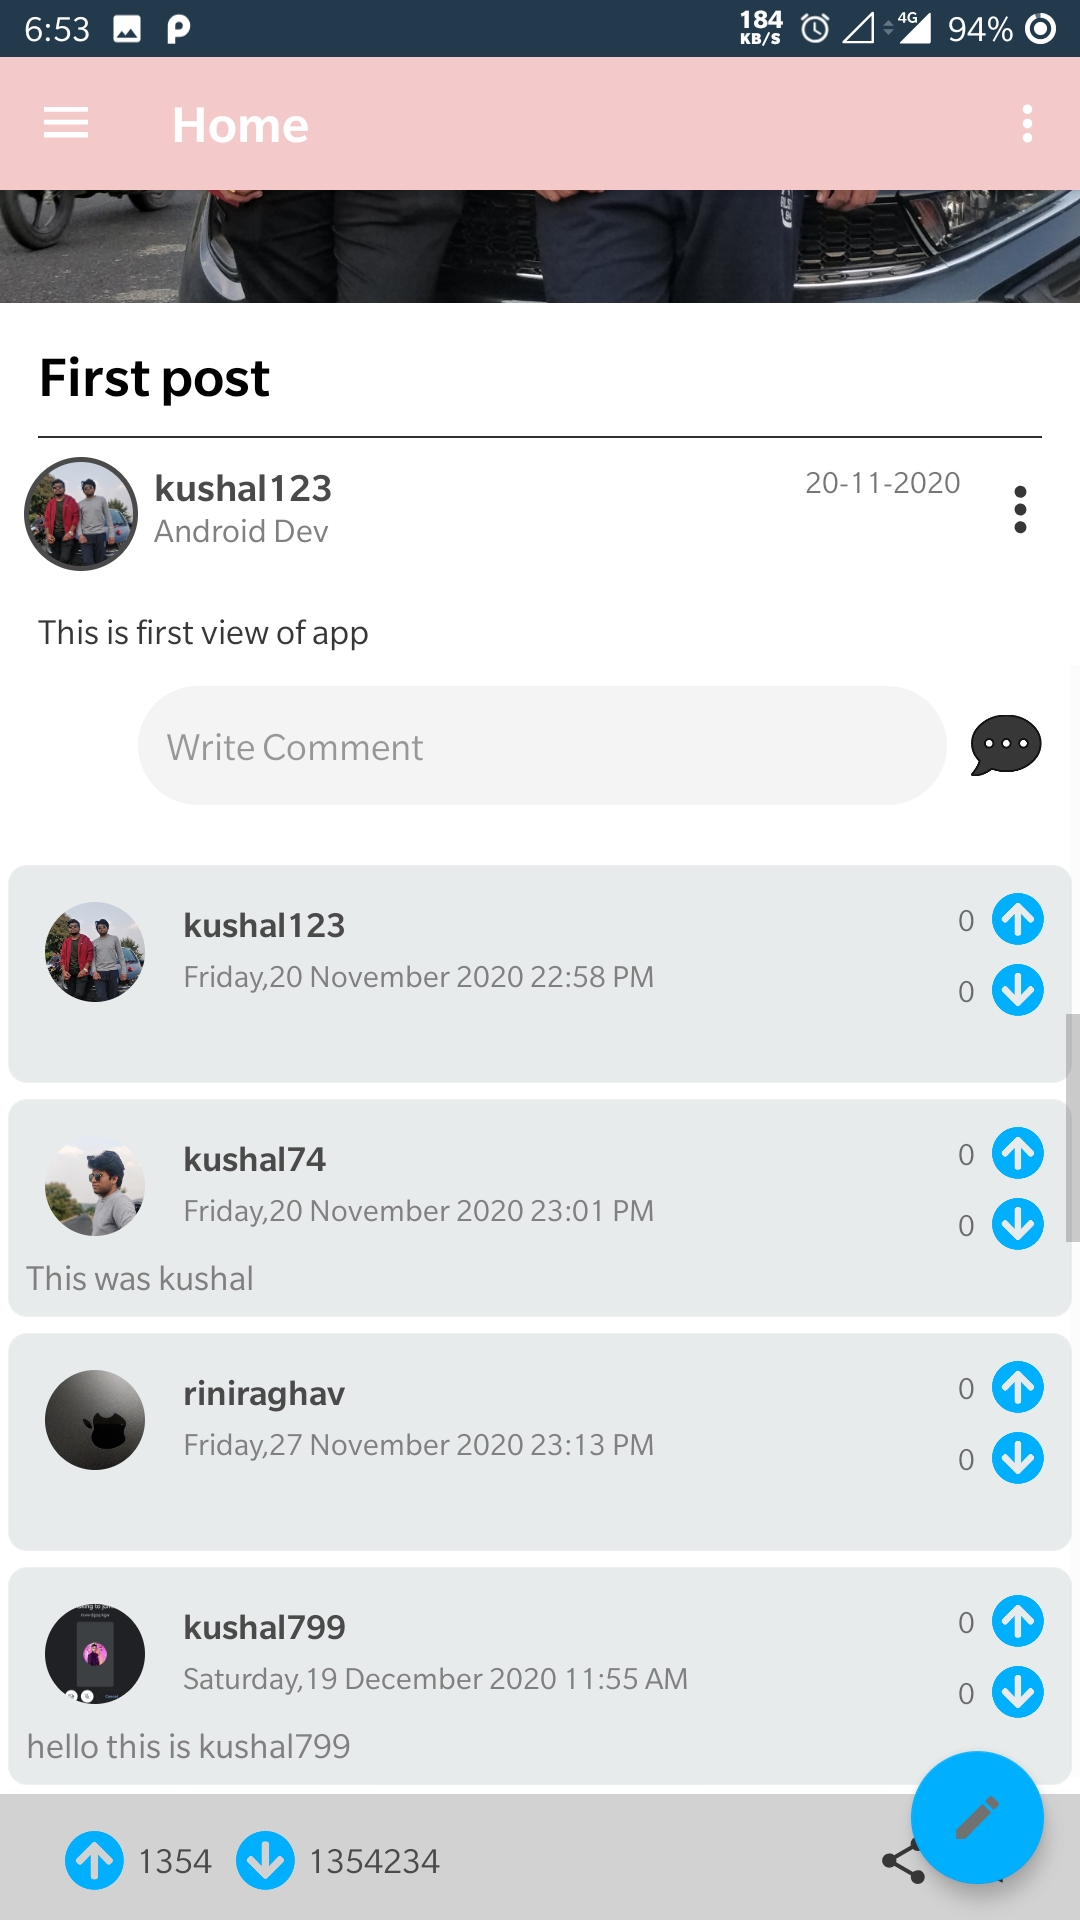 6:53
184
KB/S
4G
94%
Home
First post
kushal123
20-11-2020
Android Dev
This is first view of app
Write Comment
kushal123
0
Friday,20 November 2020 22:58 PM
0
kushal74
0
Friday,20 November 2020 23:01 PM
0
This was kushal
riniraghav
0
Friday,27 November 2020 23:13 PM
0
kushal799
0
Saturday,19 December 2020 11:55 AM
0
hello this is kushal799
1354
1354234